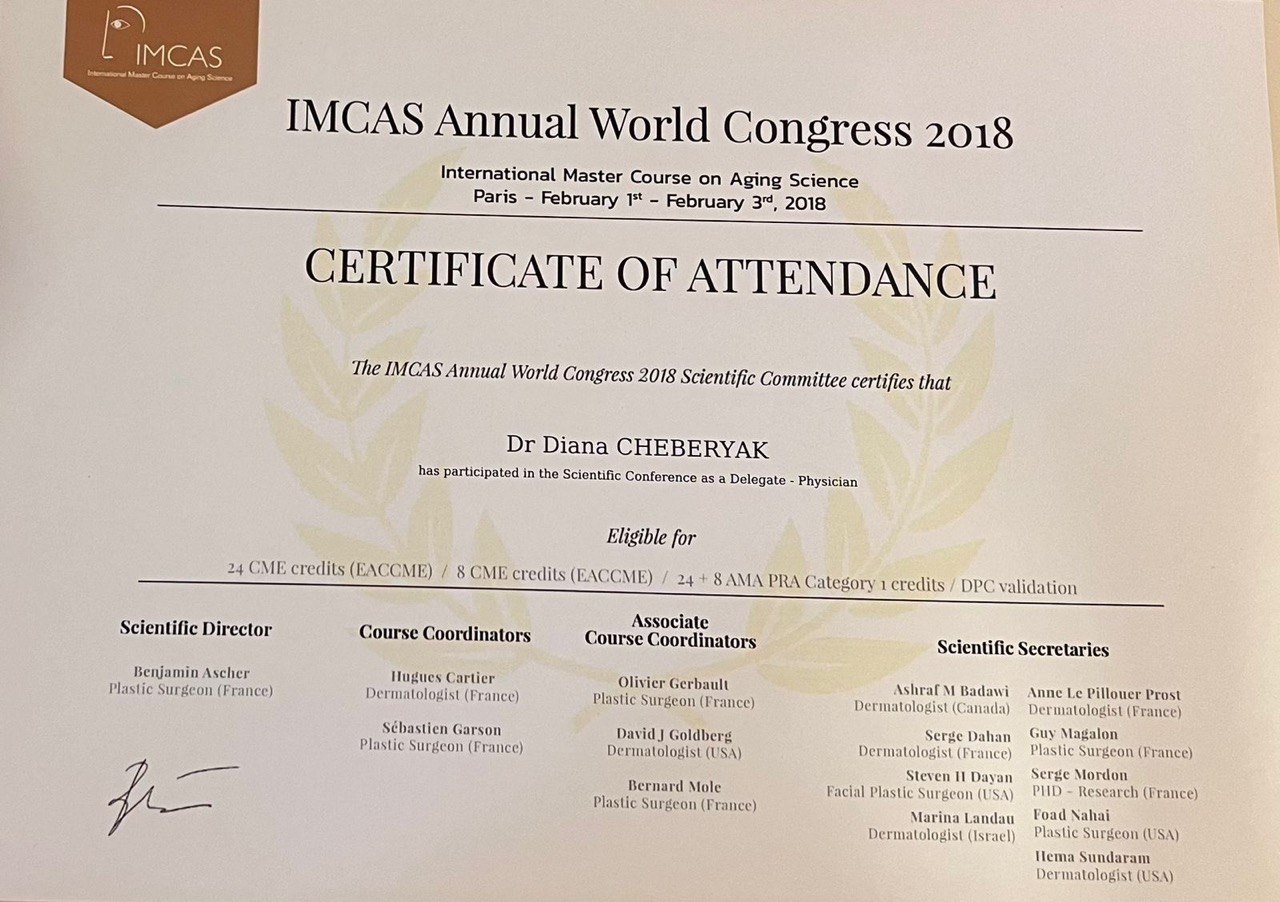 IMCAS
International Master Course on Aging Science
IMCAS Annual World Congress 2018
International Master Course on Aging Science
Paris - February 1st - February 3rd, 2018
CERTIFICATE OF ATTENDANCE
The IMCAS Annual World Congress 2018 Scientific Committee certifies that
Dr Diana CHEBERYAK
has participated in the Scientific Conference as a Delegate - Physician
Eligible for
24 CME credits (EACCME) / 8 CME credits (EACCME) / 24 + 8 AMA PRA Category 1 credits / DPC validation
Scientific Director
Benjamin Ascher
Plastic Surgeon (France)
Course Coordinators
Hugues Cartier
Dermatologist (France)
Sébastien Garson
Plastic Surgeon (France)
Associate
Course Coordinators
Olivier Gerbault
Plastic Surgeon (France)
David J Goldberg
Dermatologist (USA)
Bernard Mole
Plastic Surgeon (France)
Scientific Secretaries
Ashraf M Badawi
Dermatologist (Canada)
Serge Dahan
Dermatologist (France)
Steven H Dayan
Facial Plastic Surgeon (USA)
Marina Landau
Dermatologist (Israel)
Anne Le Pillouer Prost
Dermatologist (France)
Guy Magalon
Plastic Surgeon (France)
Serge Mordon
PHD - Research (France)
Foad Nahai
Plastic Surgeon (USA)
Hema Sundaram
Dermatologist (USA)